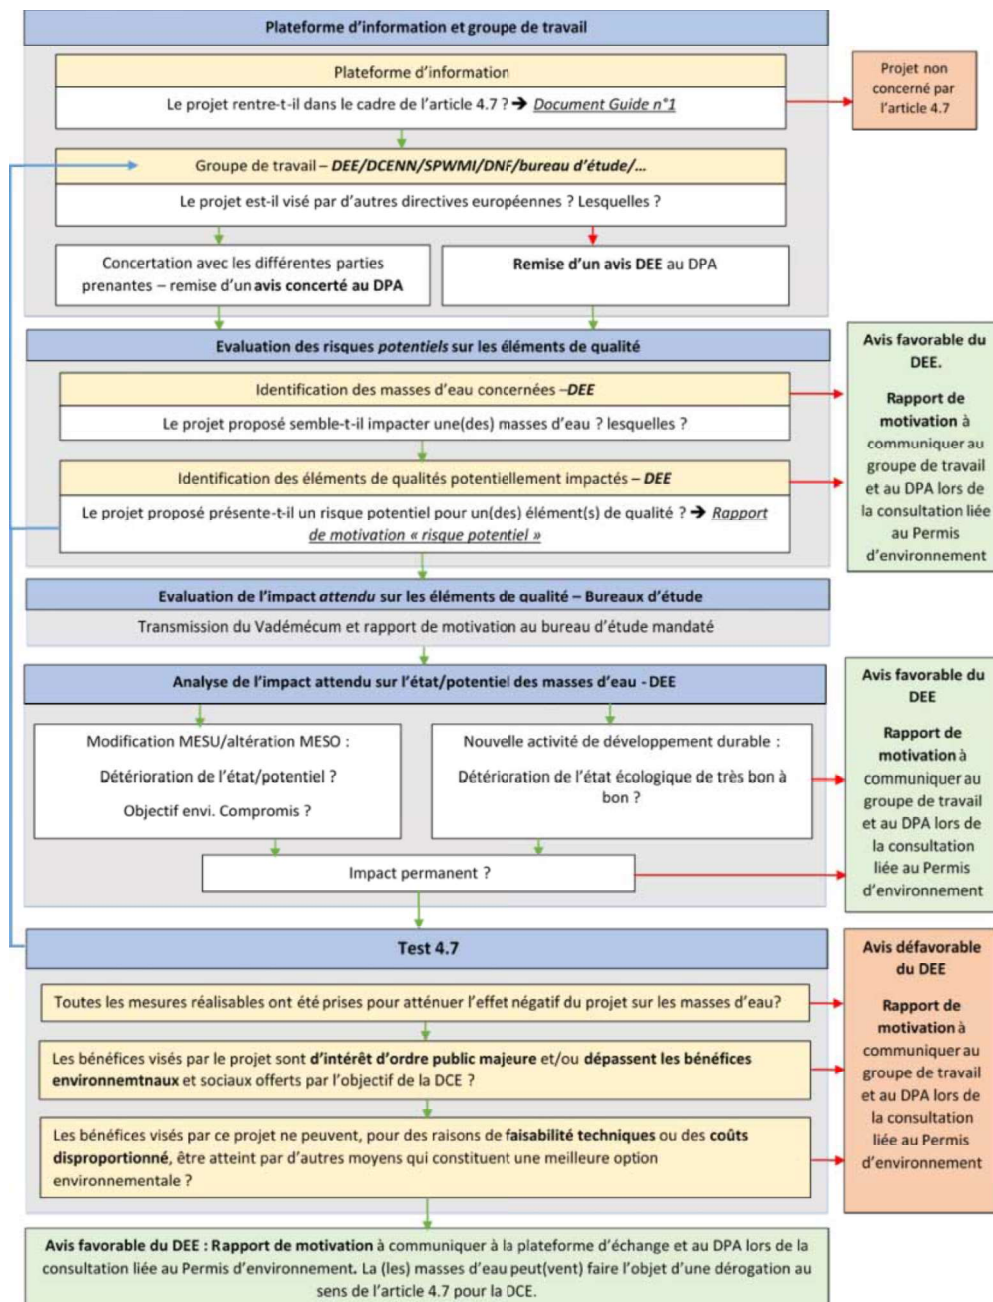 Plateforme d'information et groupe de travail
Plateforme d'information
Le projet rentre-t-il dans le cadre de l'article 4.7 ? ➔ Document Guide n°1
Projet non
concerné par
l'article 4.7
Groupe de travail – DEE/DCENN/SPWMI/DNF/bureau d'étude/...
Le projet est-il visé par d'autres directives européennes ? Lesquelles ?
Concertation avec les différentes parties
prenantes – remise d'un avis concerté au DPA
Remise d'un avis DEE au DPA
Evaluation des risques potentiels sur les éléments de qualité
Identification des masses d'eau concernées –DEE
Le projet proposé semble-t-il impacter une(des) masses d'eau ? lesquelles ?
Identification des éléments de qualités potentiellement impactés – DEE
Le projet proposé présente-t-il un risque potentiel pour un(des) élément(s) de qualité ? ➔ Rapport
de motivation « risque potentiel »
Avis favorable du
DEE.
Rapport de
motivation à
communiquer au
groupe de travail
et au DPA lors de
la consultation liée
au Permis
d'environnement
Evaluation de l'impact attendu sur les éléments de qualité – Bureaux d'étude
Transmission du Vadémécum et rapport de motivation au bureau d'étude mandaté
Analyse de l'impact attendu sur l'état/potentiel des masses d'eau - DEE
Modification MESU/altération MESO :
Détérioration de l'état/potentiel ?
Objectif envi. Compromis ?
Nouvelle activité de développement durable :
Détérioration de l'état écologique de très bon à
bon ?
Impact permanent ?
Avis favorable du
DEE
Rapport de
motivation à
communiquer au
groupe de travail
et au DPA lors de
la consultation
liée au Permis
d'environnement
Test 4.7
Toutes les mesures réalisables ont été prises pour atténuer l'effet négatif du projet sur les masses d'eau?
Les bénéfices visés par le projet sont d'intérêt d'ordre public majeure et/ou dépassent les bénéfices
environnemtnaux et sociaux offerts par l'objectif de la DCE ?
Les bénéfices visés par ce projet ne peuvent, pour des raisons de faisabilité techniques ou des coûts
disproportionné, être atteint par d'autres moyens qui constituent une meilleure option
environnementale ?
Avis défavorable
du DEE
Rapport de
motivation à
communiquer au
groupe de travail
et au DPA lors de
la consultation
liée au Permis
d'environnement
Avis favorable du DEE : Rapport de motivation à communiquer à la plateforme d'échange et au DPA lors de la
consultation liée au Permis d'environnement. La (les) masses d'eau peut(vent) faire l'objet d'une dérogation au
sens de l'article 4.7 pour la DCE.